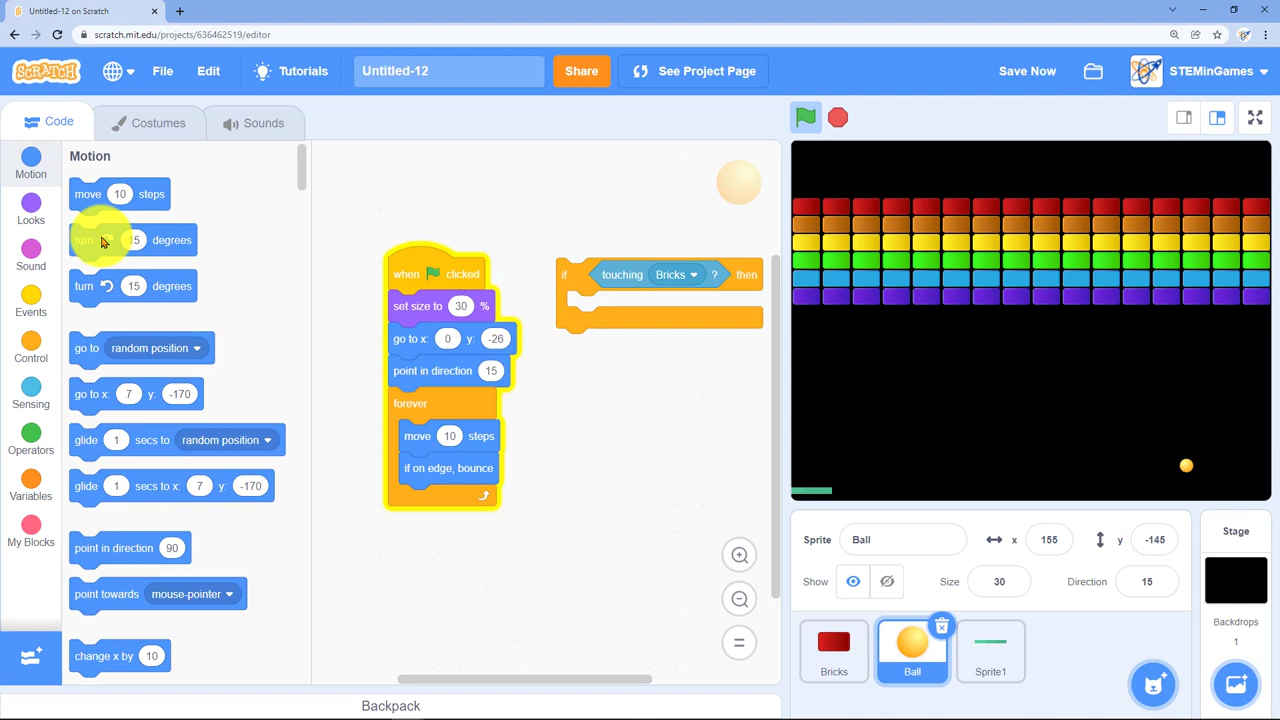 Untitled-12 on Scratch
scratch.mit.edu/projects/636462519/editor
SCRATCH
File
Edit
Tutorials
Untitled-12
Share
See Project Page
Save Now
STEMinGames
Code
Costumes
Sounds
Motion
Looks
Sound
Events
Control
Sensing
Operators
Variables
My Blocks
Motion
move 10 steps
turn 15 degrees
turn 15 degrees
go to random position
go to x: 7 y: -170
glide 1 secs to random position
glide 1 secs to x: 7 y: -170
point in direction 90
point towards mouse-pointer
change x by 10
when clicked
set size to 30 %
go to x: 0 y: -26
point in direction 15
forever
move 10 steps
if on edge, bounce
if touching Bricks ? then
Sprite Ball x 155 y -145
Show Size 30 Direction 15
Bricks
Ball
Sprite1
Stage
Backdrops
1
Backpack